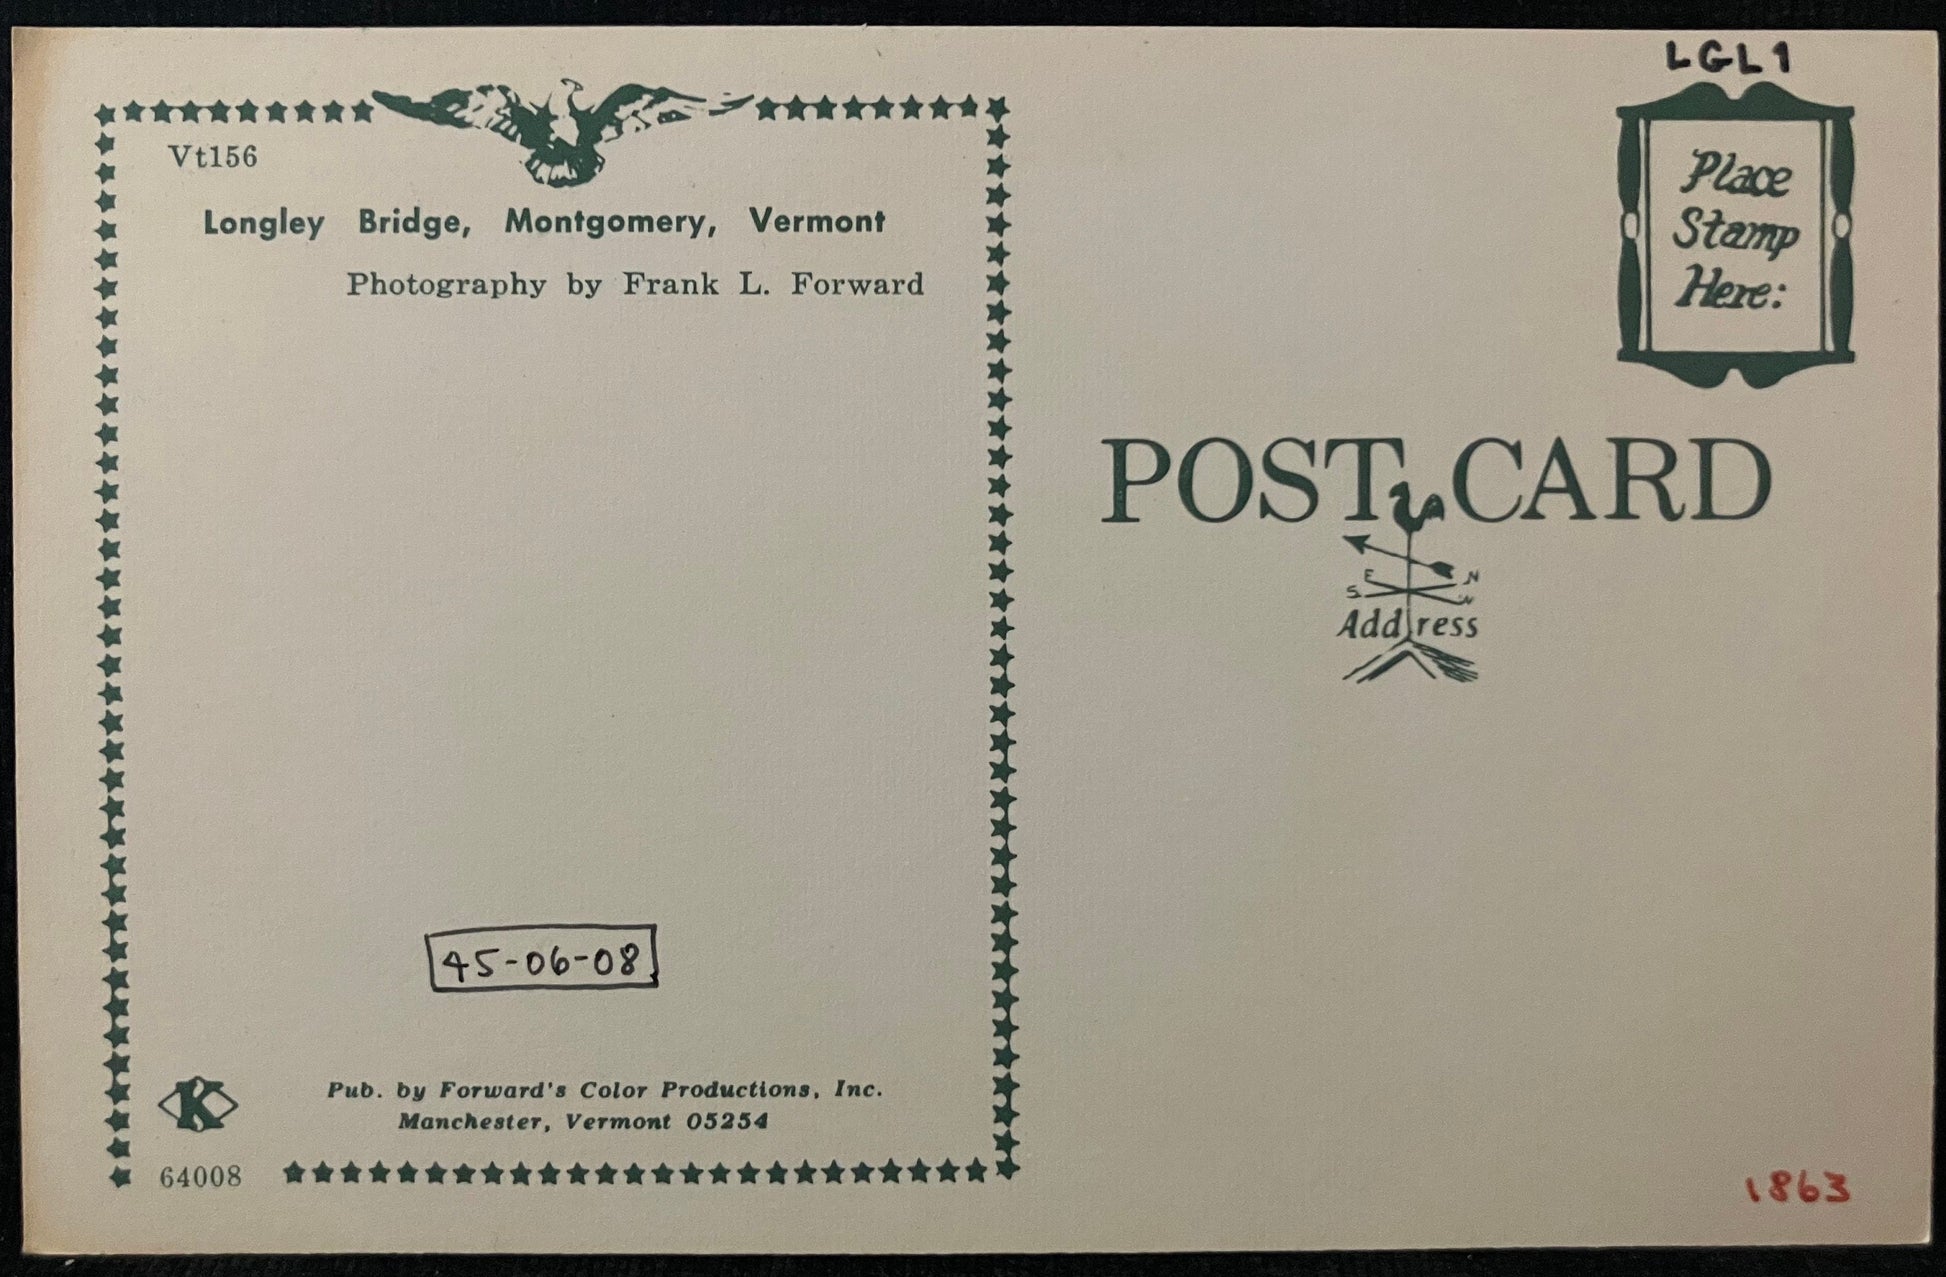 LGL1
Vt156
Longley Bridge, Montgomery, Vermont
Photography by Frank L. Forward
Place
Stamp
Here:
POST CARD
E N
S W
Address
45-06-08
K
Pub. by Forward's Color Productions, Inc.
Manchester, Vermont 05254
64008
1863